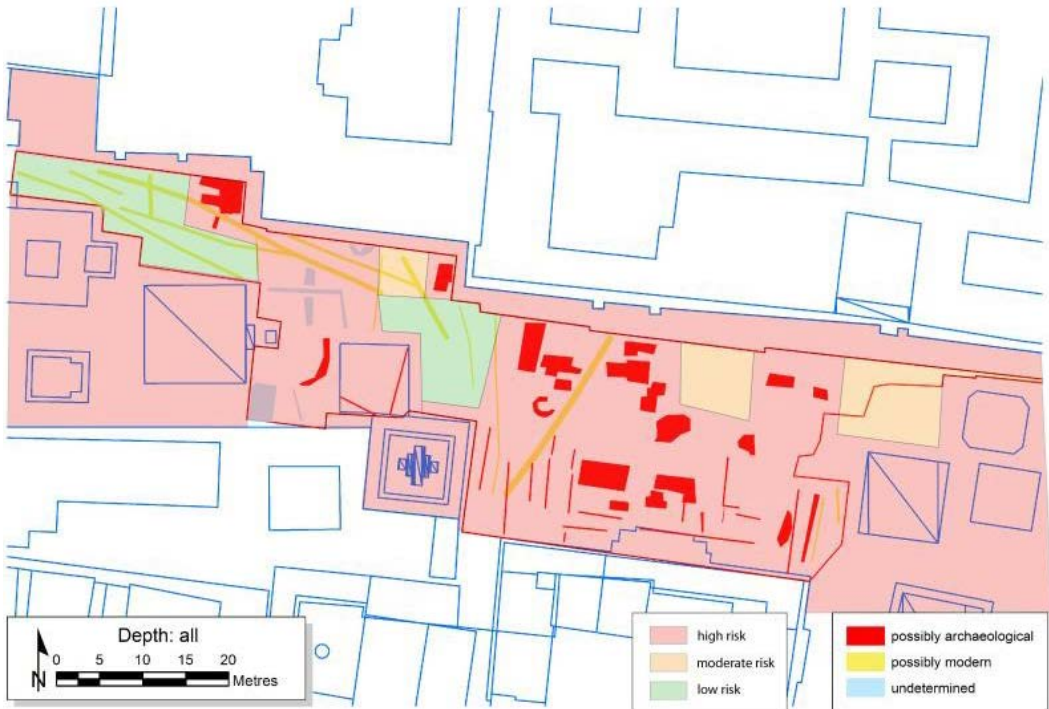 Depth: all
0 5 10 15 20
N Metres
high risk
moderate risk
low risk
possibly archaeological
possibly modern
undetermined